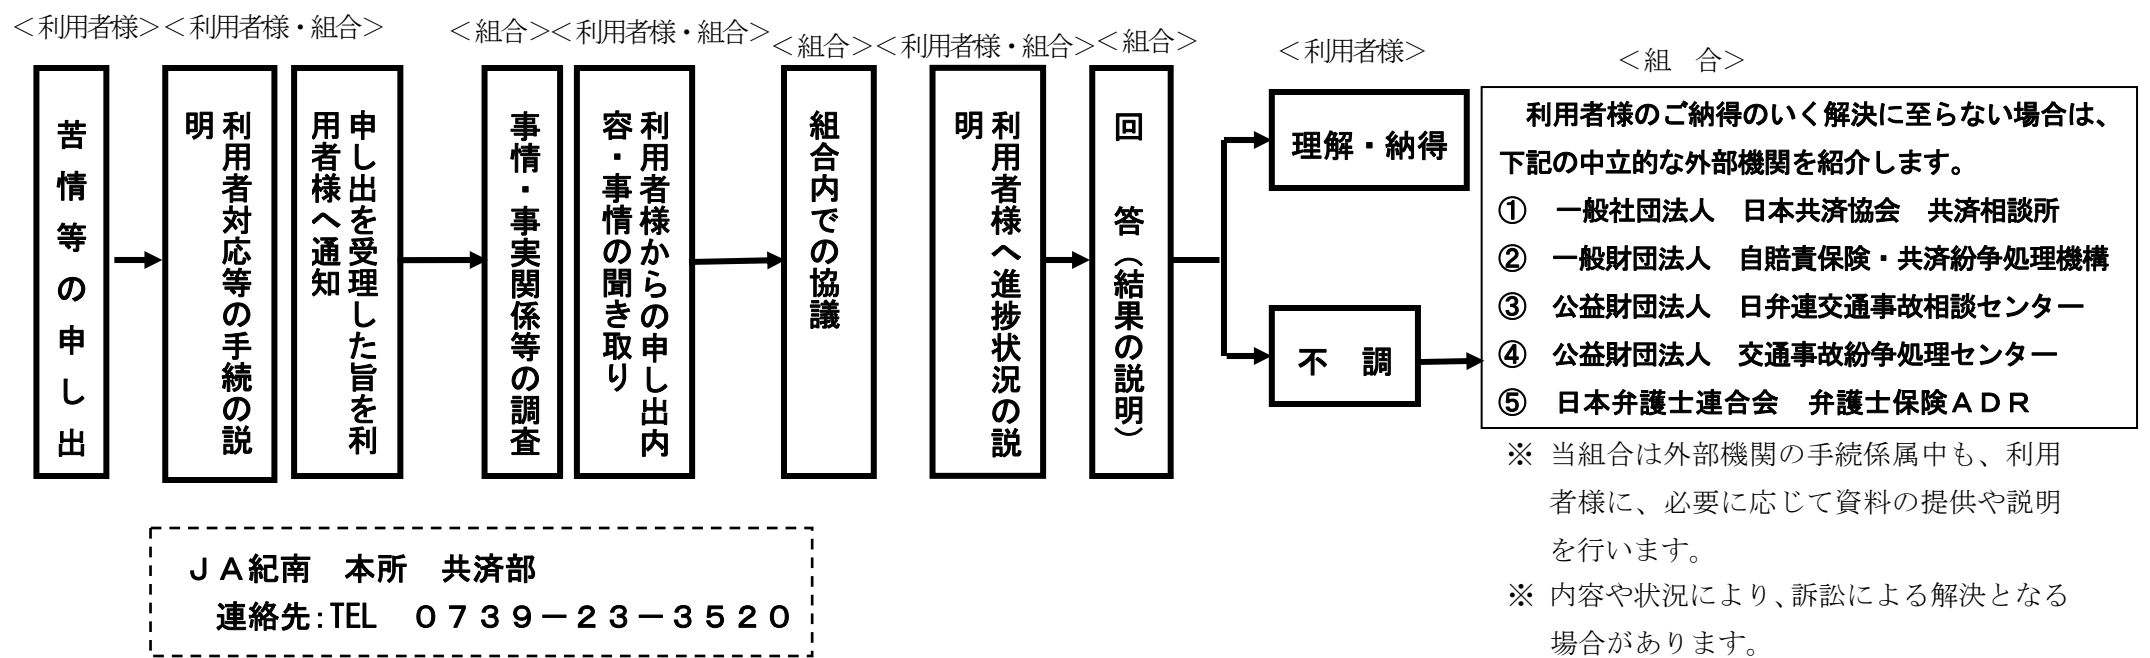 ＜利用者様＞
＜利用者様・組合＞
＜組合＞
＜利用者様・組合＞
＜組合＞
＜利用者様・組合＞
＜組合＞
＜利用者様＞
＜組　合＞
苦情等の申し出
利用者対応等の手続の説
明
申し出を受理した旨を利
用者様へ通知
事情・事実関係等の調査
利用者様からの申し出内
容・事情の聞き取り
組合内での協議
利用者様へ進捗状況の説
明
回　答（結果の説明）
理解・納得
不　調
利用者様のご納得のいく解決に至らない場合は、
下記の中立的な外部機関を紹介します。
①　一般社団法人　日本共済協会　共済相談所
②　一般財団法人　自賠責保険・共済紛争処理機構
③　公益財団法人　日弁連交通事故相談センター
④　公益財団法人　交通事故紛争処理センター
⑤　日本弁護士連合会　弁護士保険ＡＤＲ
※ 当組合は外部機関の手続係属中も、利用
者様に、必要に応じて資料の提供や説明
を行います。
※ 内容や状況により、訴訟による解決となる
場合があります。
ＪＡ紀南　本所　共済部
連絡先:TEL　０７３９－２３－３５２０